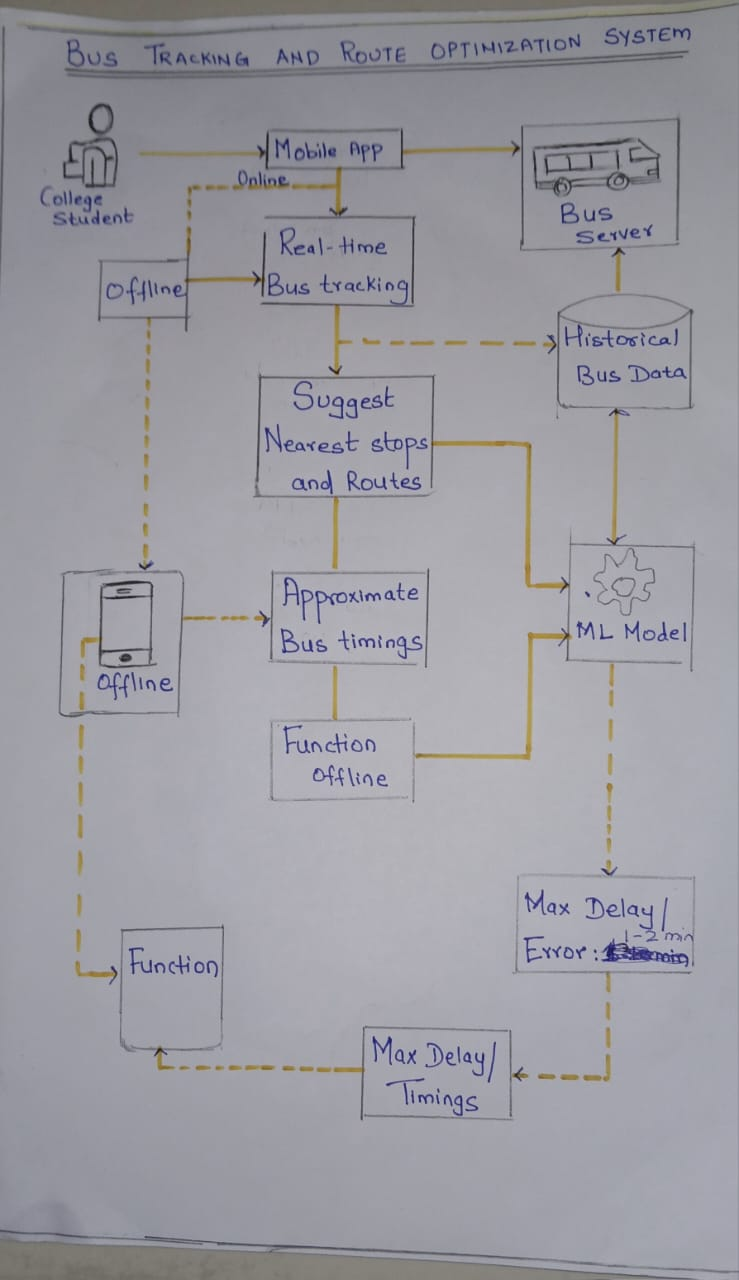 BUS TRACKING AND ROUTE OPTIMIZATION SYSTEM
College
Student
Mobile App
Online
Bus
Server
Real-time
Bus tracking
Offline
Historical
Bus Data
Suggest
Nearest stops
and Routes
Approximate
Bus timings
ML Model
Offline
Function
Offline
Max Delay/
Error: 1-2 min
Function
Max Delay/
Timings